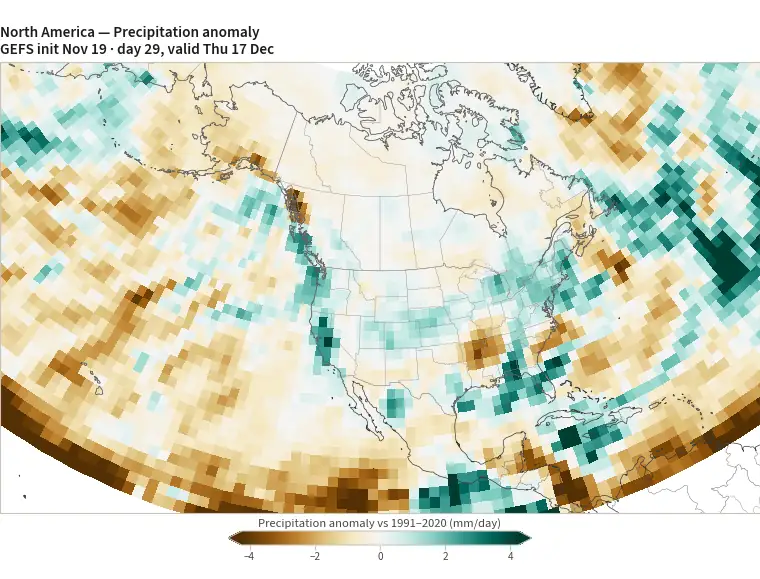 North America — Precipitation anomaly
GEFS init Nov 19 · day 29, valid Thu 17 Dec
Precipitation anomaly vs 1991–2020 (mm/day)
−4 −2 0 2 4